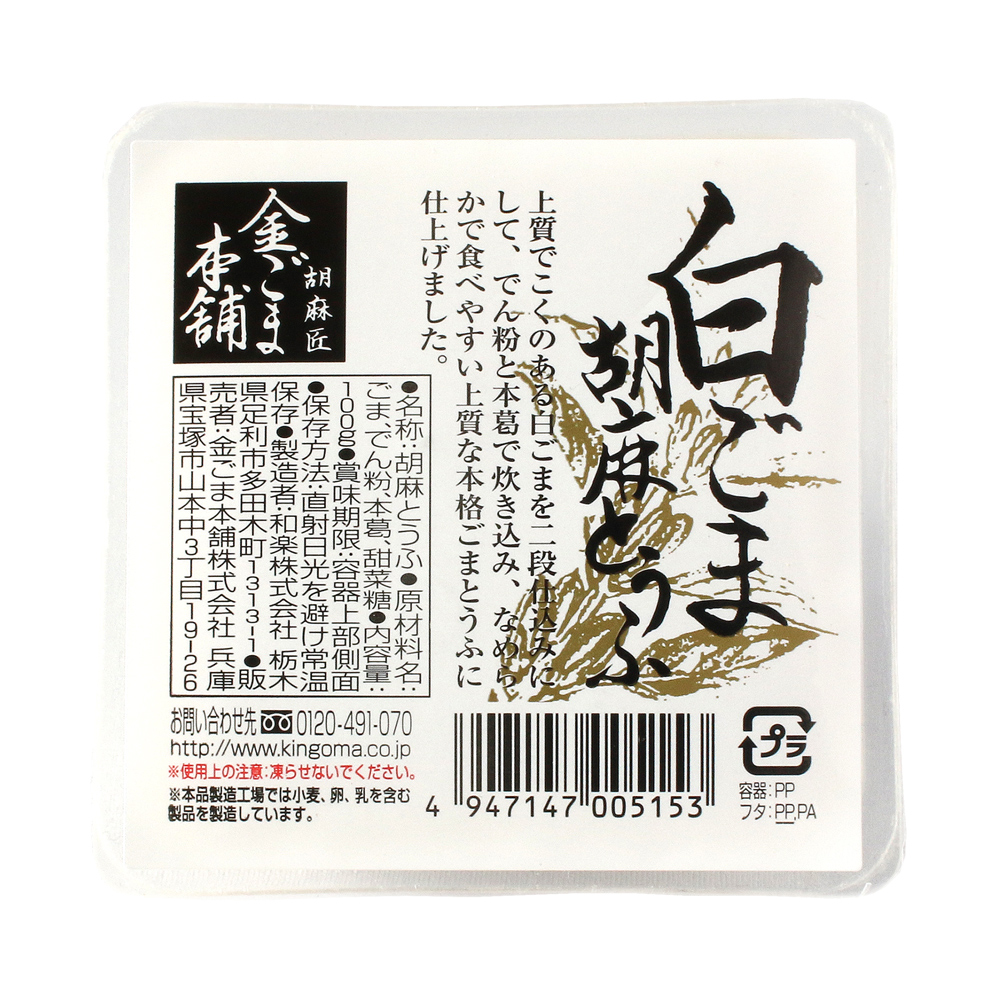 白ごま
胡麻とうふ
上質でこくのある白ごまを二段仕込みに
して、でん粉と本葛で炊き込み、なめら
かで食べやすい上質な本格ごまとうふに
仕上げました。
胡麻匠
金ごま
本舗
●名称:胡麻とうふ●原材料名:
ごま、でん粉、本葛、甜菜糖●内容量:
100g●賞味期限:容器上部側面
●保存方法:直射日光を避け常温
保存●製造者:和楽株式会社 栃木
県足利市多田木町1313-1●販
売者:金ごま本舗株式会社 兵庫
県宝塚市山本中3丁目19-26
お問い合わせ先 0120-491-070
http://www.kingoma.co.jp
※使用上の注意:凍らせないでください。
※本品製造工場では小麦、卵、乳を含む
製品を製造しています。
4 947147 005153
プラ
容器:PP
フタ:PP,PA